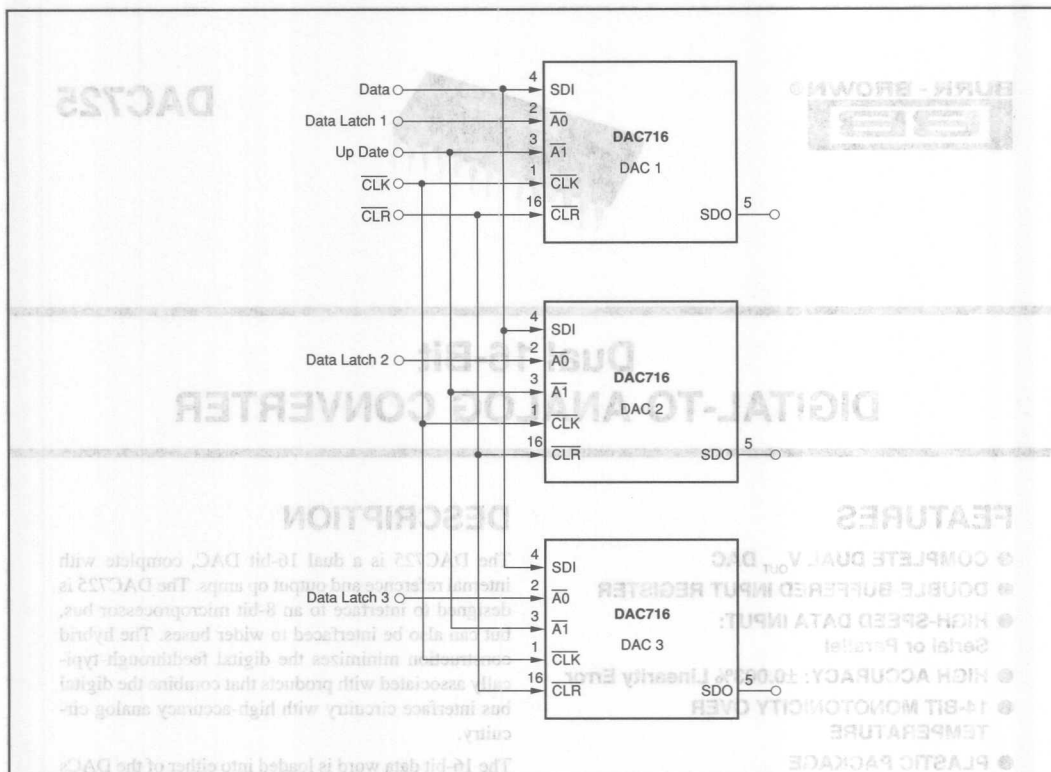 BURR-BROWN®
BB
DAC725
Data
Data Latch 1
Up Date
CLK
CLR
4 SDI
2 A0
3 A1
1 CLK
16 CLR
DAC716
DAC 1
SDO 5
Dual 16-Bit
DIGITAL-TO-ANALOG CONVERTER
Data Latch 2
4 SDI
2 A0
3 A1
1 CLK
16 CLR
DAC716
DAC 2
SDO 5
Data Latch 3
4 SDI
2 A0
3 A1
1 CLK
16 CLR
DAC716
DAC 3
SDO 5
FEATURES
● COMPLETE DUAL VOUT DAC
● DOUBLE BUFFERED INPUT REGISTER
● HIGH-SPEED DATA INPUT:
Serial or Parallel
● HIGH ACCURACY: Linearity Error
● 14-BIT MONOTONICITY OVER
TEMPERATURE
● PLASTIC PACKAGE
DESCRIPTION
The DAC725 is a dual 16-bit DAC, complete with
internal reference and output op amps. The DAC725 is
designed to interface to an 8-bit microprocessor bus,
but can also be interfaced to wider buses. The hybrid
construction minimizes the digital feedthrough typi-
cally associated with products that combine the digital
bus interface circuitry with high-accuracy analog cir-
cuitry.
The 16-bit data word is loaded into either of the DACs